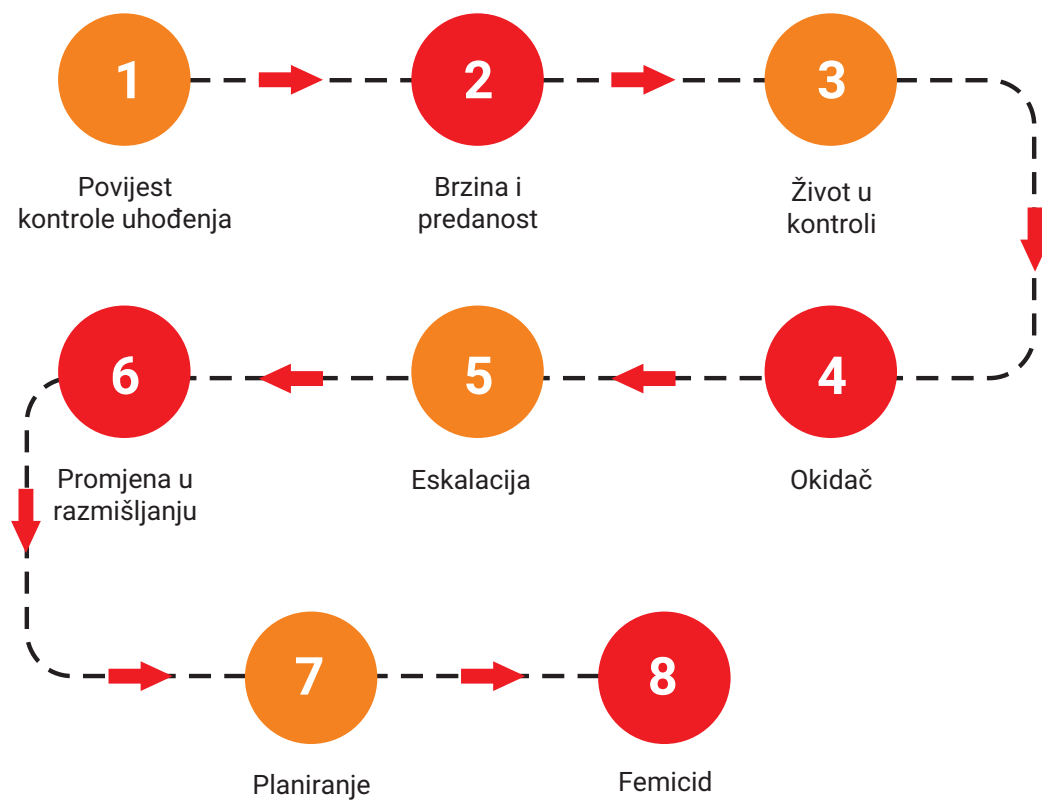 1
Povijest
kontrole uhođenja
2
Brzina i
predanost
3
Život u
kontroli
4
Okidač
5
Eskalacija
6
Promjena u
razmišljanju
7
Planiranje
8
Femicid